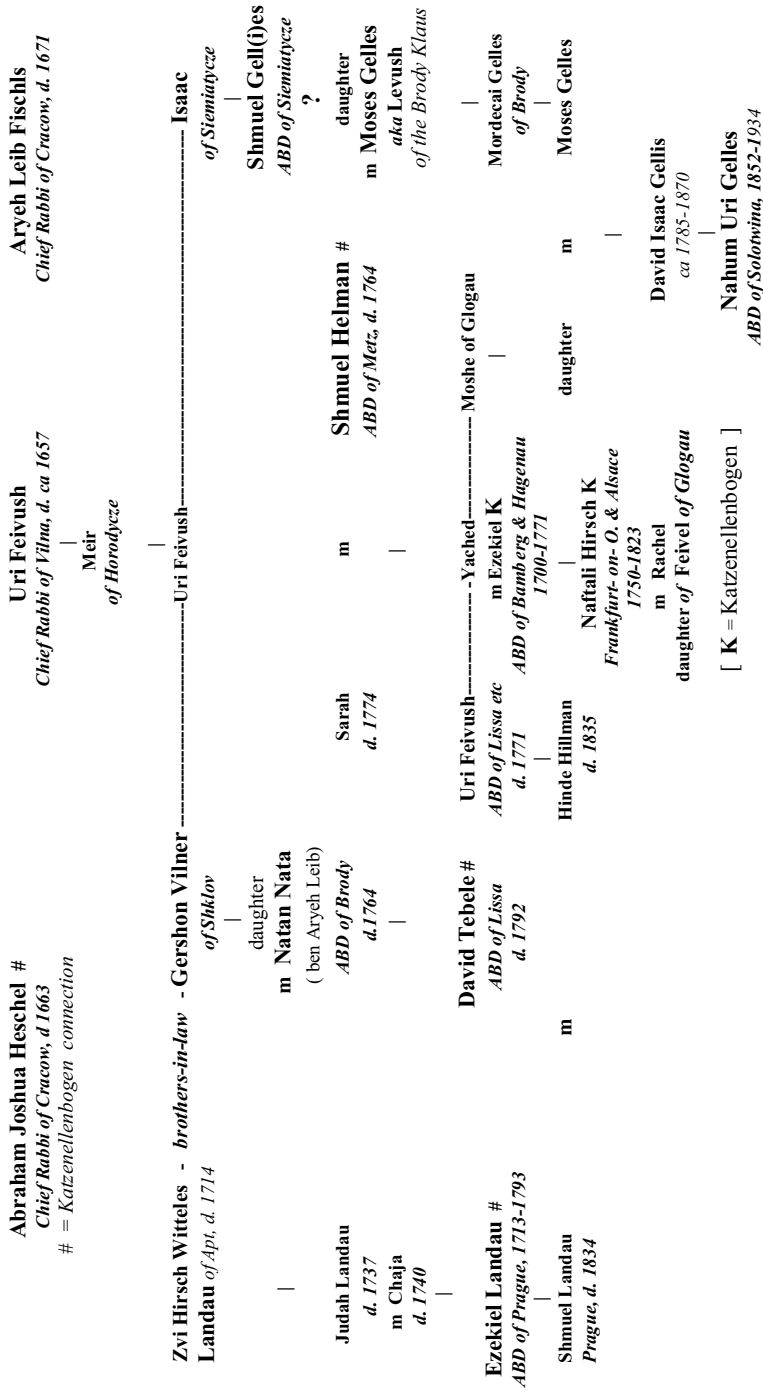 Abraham Joshua Heschel #
Chief Rabbi of Cracow, d 1663
# = Katzenellenbogen connection
Uri Feivush
Chief Rabbi of Vilna, d. ca 1657
|
Meir
of Horodycze
|
Aryeh Leib Fischls
Chief Rabbi of Cracow, d. 1671
Zvi Hirsch Witteles - brothers-in-law - Gershon Vilner ----------Uri Feivush---------- Isaac
Landau of Apt, d. 1714
of Shklov
of Siemiatycze
|
|
|
daughter
m Natan Nata
( ben Aryeh Leib)
ABD of Brody
d.1764
|
Shmuel Gell(i)es
ABD of Siemiatycze
?
Judah Landau
d. 1737
m Chaja
d. 1740
|
Sarah
d. 1774
m
|
Shmuel Helman #
ABD of Metz, d. 1764
daughter
m Moses Gelles
aka Levush
of the Brody Klaus
|
Ezekiel Landau #
ABD of Prague, 1713-1793
|
David Tebele #
ABD of Lissa
d. 1792
Uri Feivush---------- - Yached---------- Moshe of Glogau
ABD of Lissa etc
d. 1771
|
m Ezekiel K
ABD of Bamberg & Hagenau
1700-1771
|
|
Mordecai Gelles
of Brody
|
Shmuel Landau
Prague, d. 1834
m
Hinde Hillman
d. 1835
Naftali Hirsch K
Frankfurt- on- O. & Alsace
1750-1823
m Rachel
daughter of Feivel of Glogau
daughter
m
Moses Gelles
|
David Isaac Gellis
ca 1785-1870
|
[ K = Katzenellenbogen ]
Nahum Uri Gelles
ABD of Solotwina, 1852-1934